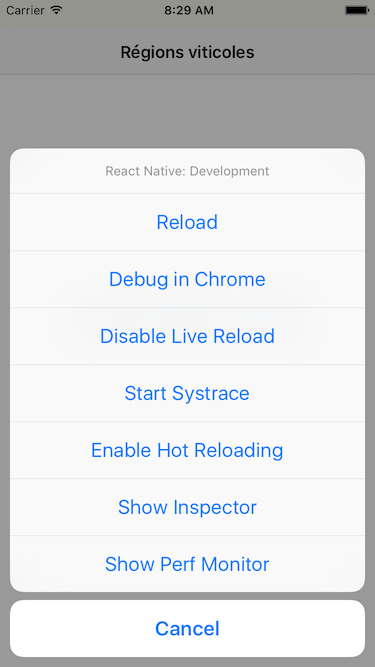 Carrier 8:29 AM
Régions viticoles
React Native: Development
Reload
Debug in Chrome
Disable Live Reload
Start Systrace
Enable Hot Reloading
Show Inspector
Show Perf Monitor
Cancel